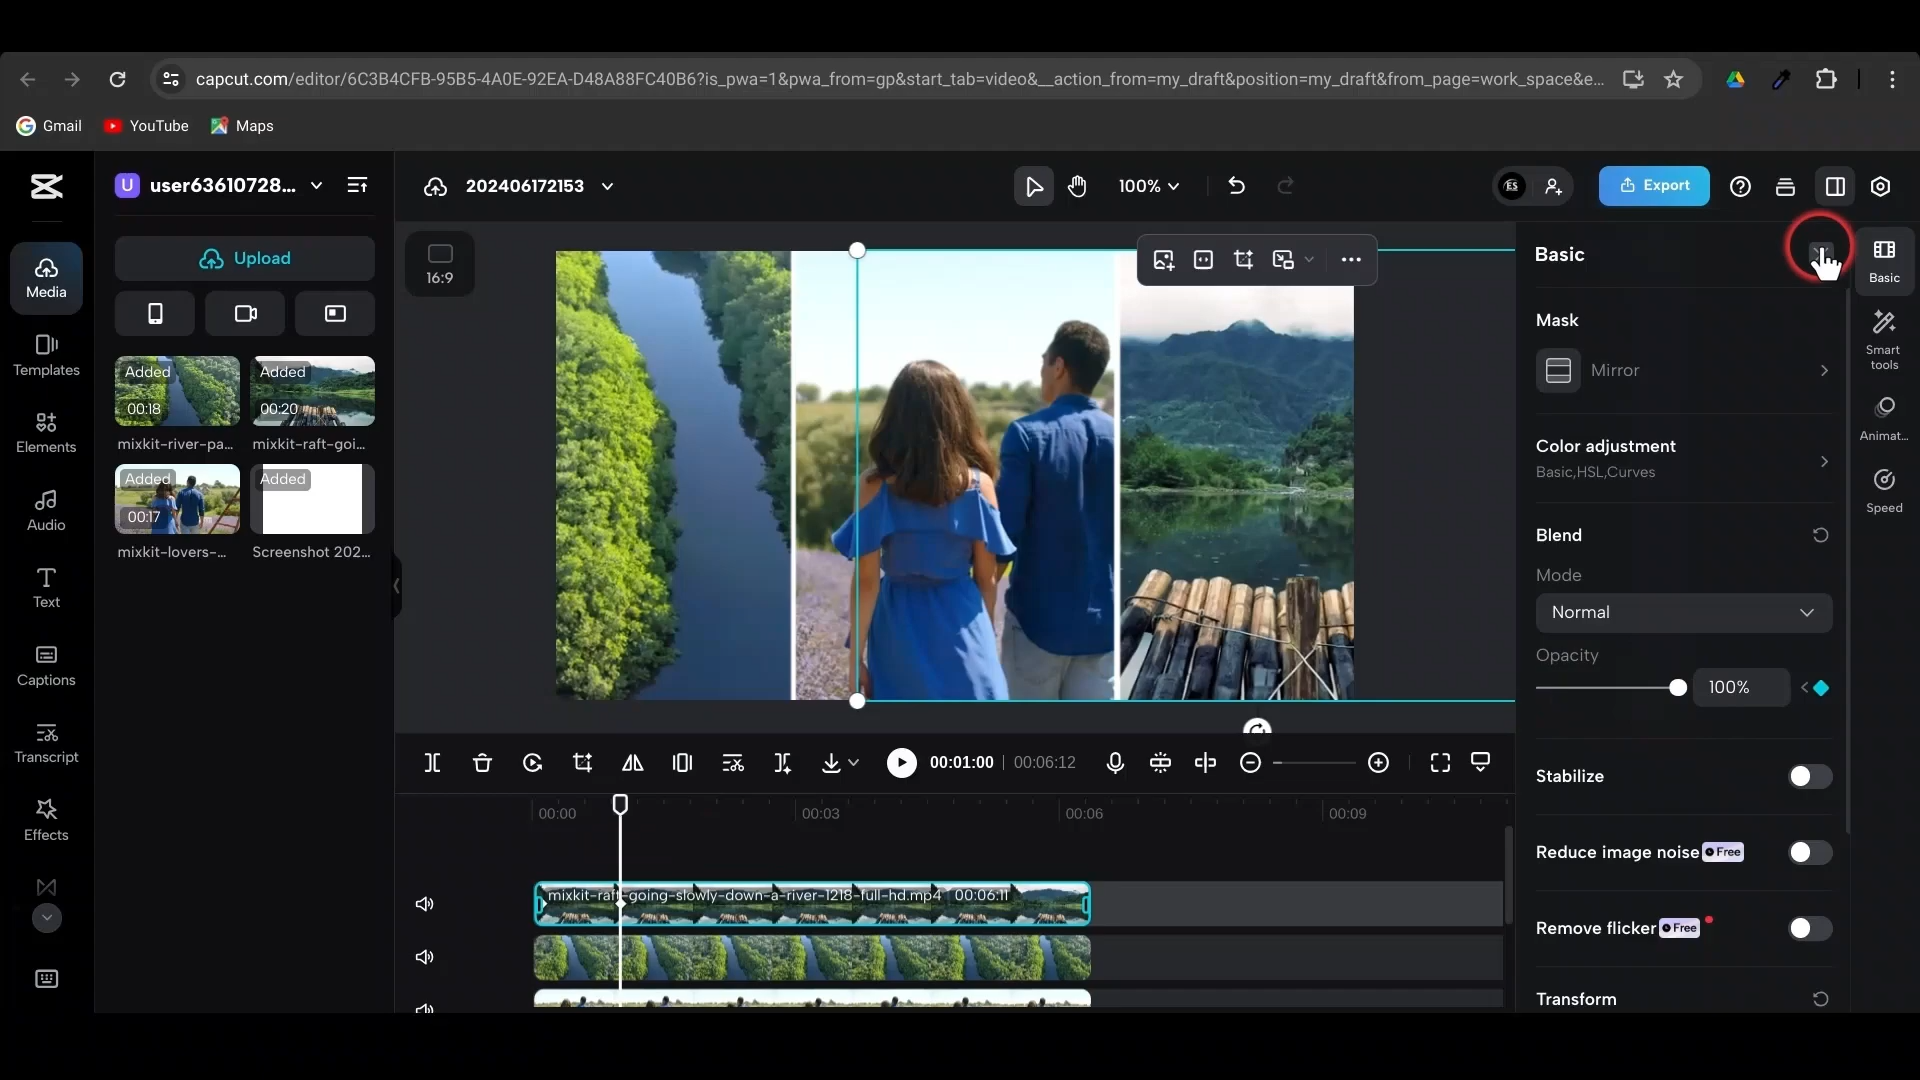 capcut.com/editor/6C3B4CFB-95B5-4A0E-92EA-D48A88FC40B6?is_pwa=1&pwa_from=gp&start_tab=video&__action_from=my_draft&position=my_draft&from_page=work_space&e...
Gmail YouTube Maps
U user63610728...
202406172153
100%
ES
Export
Media
Templates
Elements
Audio
Text
Captions
Transcript
Effects
Upload
Added
00:18
mixkit-river-pa...
Added
00:20
mixkit-raft-goi...
Added
00:17
mixkit-lovers-...
Added
Screenshot 202...
16:9
Basic
Mask
Mirror
Color adjustment
Basic,HSL,Curves
Blend
Mode
Normal
Opacity
100%
Stabilize
Reduce image noise Free
Remove flicker Free
Transform
Basic
Smart
tools
Animat...
Speed
00:01:00 | 00:06:12
00:00 00:03 00:06 00:09
mixkit-raft-going-slowly-down-a-river-1218-full-hd.mp4 00:06:11